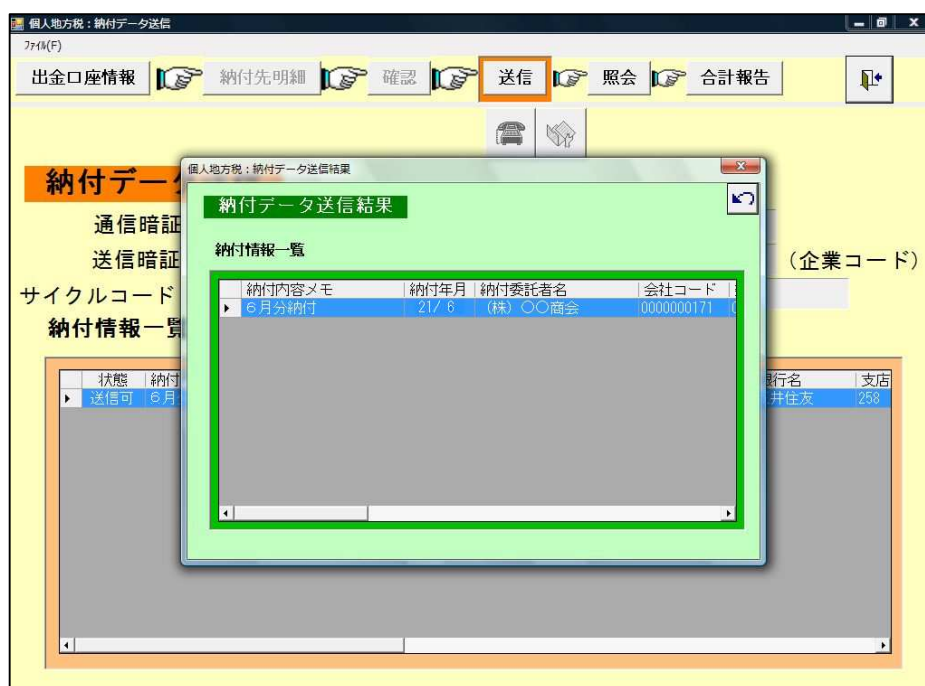 個人地方税：納付データ送信
ﾌｧｲﾙ(F)
出金口座情報 納付先明細 確認 送信 照会 合計報告
納付デー
個人地方税：納付データ送信結果
納付データ送信結果
通信暗証
送信暗証
（企業コード）
サイクルコード
納付情報一覧
納付情報一覧
納付内容メモ 納付年月 納付委託者名 会社コード
６月分納付 21/ 6 （株）〇〇商会 0000000171
状態 納付
銀行名 支店
送信可 ６月
井住友 258